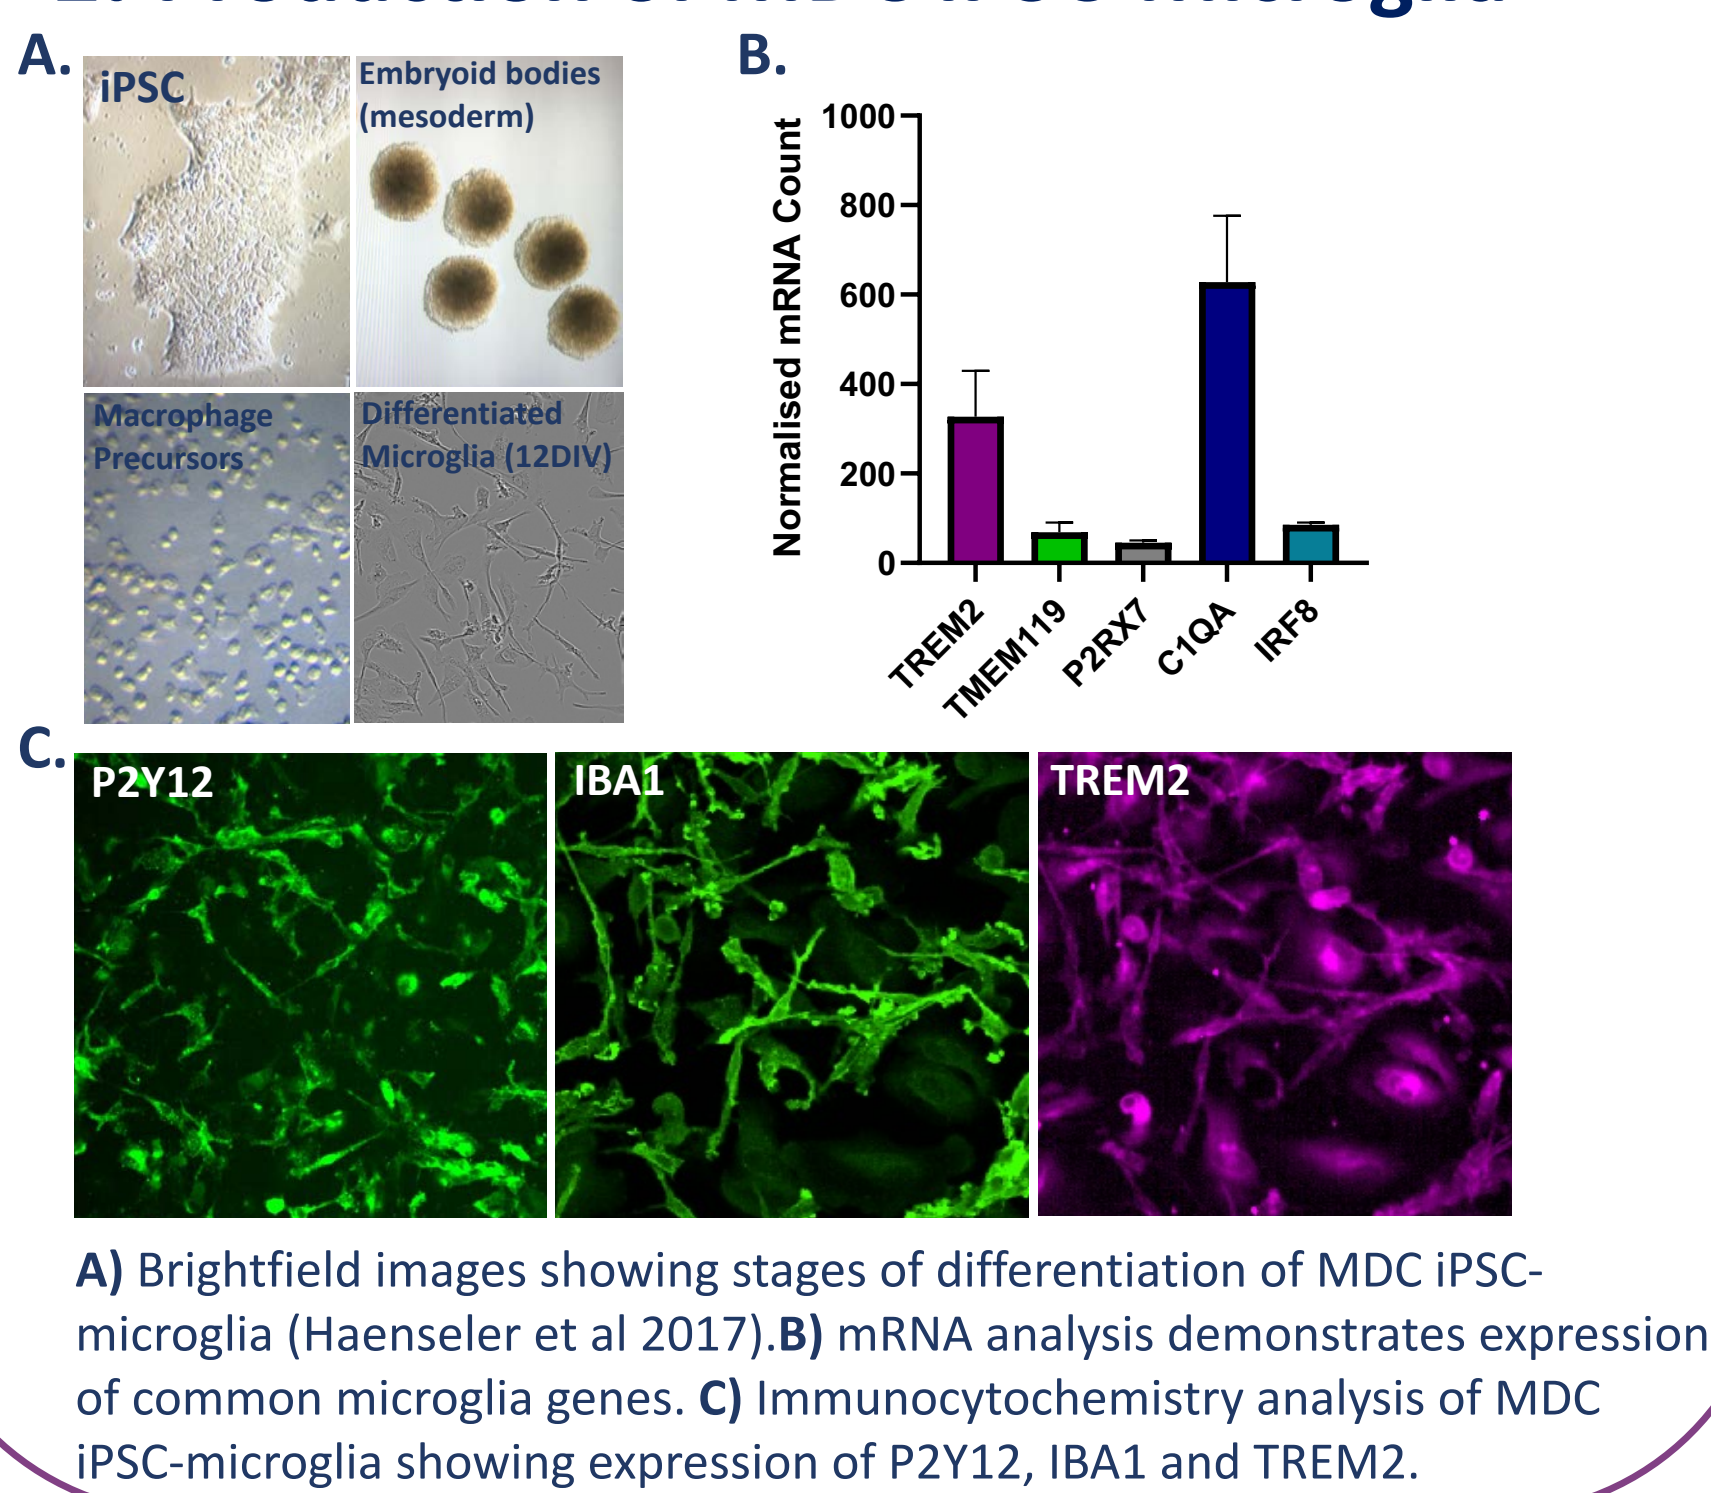 A.
iPSC
Embryoid bodies
(mesoderm)
Macrophage
Precursors
Differentiated
Microglia (12DIV)
B.
Normalised mRNA Count
1000
800
600
400
200
0
TREM2
TMEM119
P2RX7
C1QA
IRF8
C.
P2Y12
IBA1
TREM2
A) Brightfield images showing stages of differentiation of MDC iPSC-
microglia (Haenseler et al 2017).B) mRNA analysis demonstrates expression
of common microglia genes. C) Immunocytochemistry analysis of MDC
iPSC-microglia showing expression of P2Y12, IBA1 and TREM2.